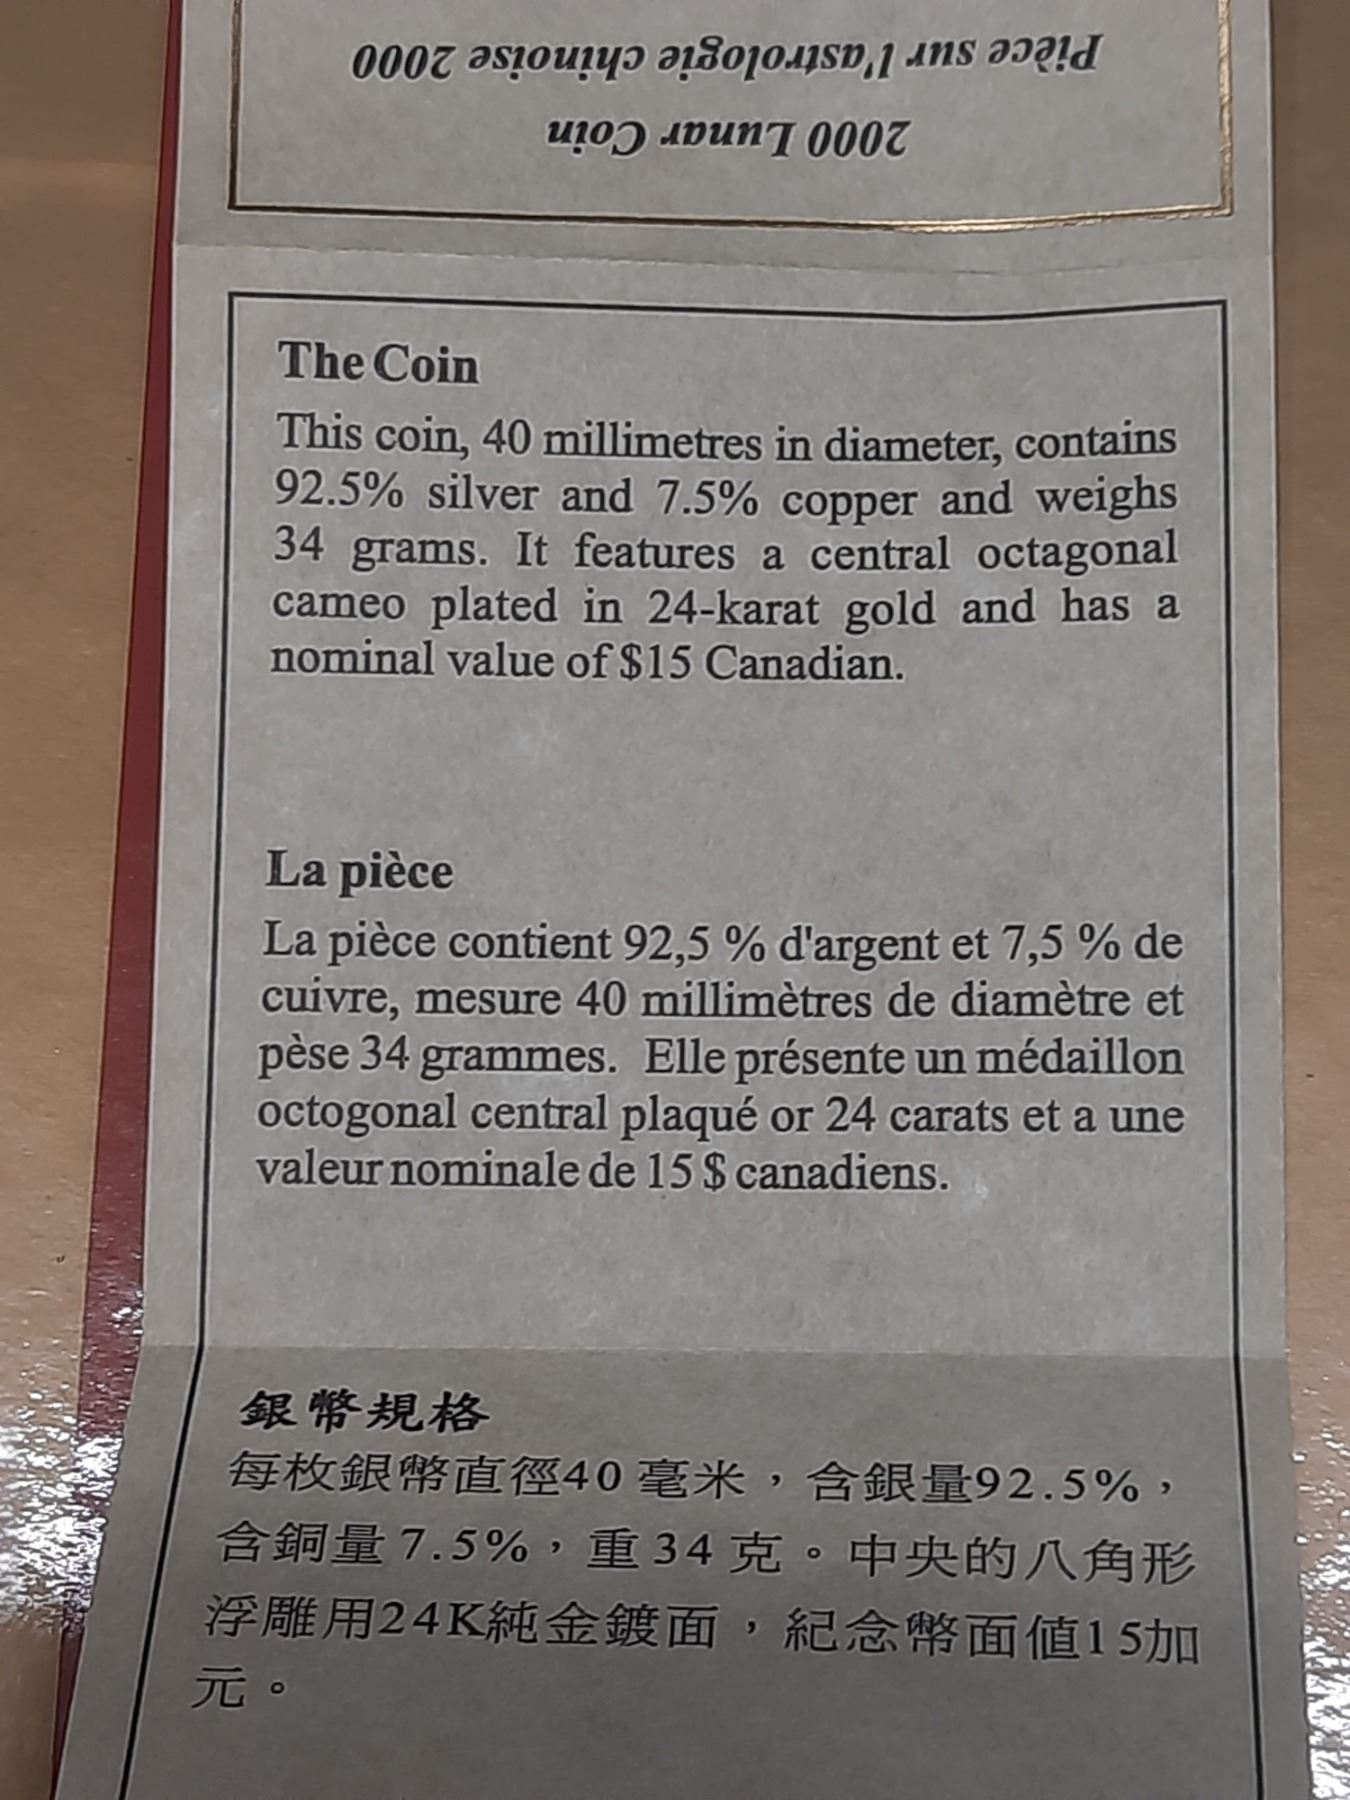 Pièce sur l'astrologie chinoise 2000
2000 Lunar Coin
The Coin
This coin, 40 millimetres in diameter, contains
92.5% silver and 7.5% copper and weighs
34 grams. It features a central octagonal
cameo plated in 24-karat gold and has a
nominal value of $15 Canadian.
La pièce
La pièce contient 92,5 % d'argent et 7,5 % de
cuivre, mesure 40 millimètres de diamètre et
pèse 34 grammes. Elle présente un médaillon
octogonal central plaqué or 24 carats et a une
valeur nominale de 15 $ canadiens.
銀幣規格
每枚銀幣直徑40 毫米，含銀量92.5%，
含銅量 7.5%，重 34 克。中央的八角形
浮雕用24K純金鍍面，紀念幣面值15加
元。